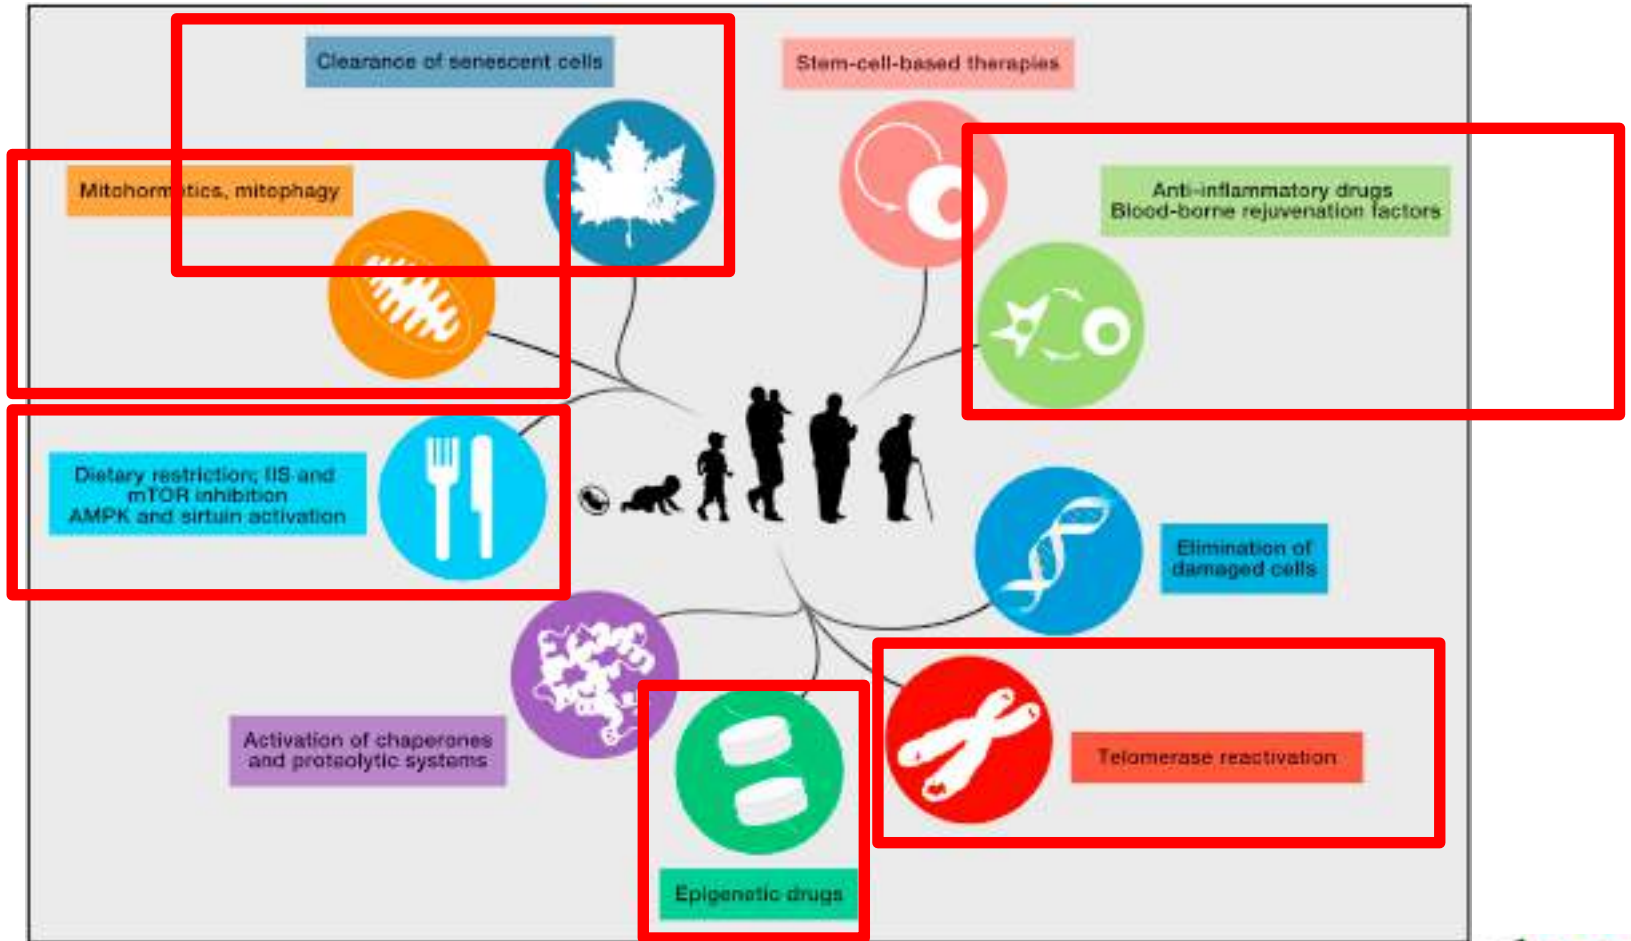 Clearance of senescent cells
Stem-cell-based therapies
Mitohormetics, mitophagy
Anti-inflammatory drugs
Blood-borne rejuvenation factors
Dietary restriction; IIS and
mTOR inhibition
AMPK and sirtuin activation
Elimination of
damaged cells
Activation of chaperones
and proteolytic systems
Telomerase reactivation
Epigenetic drugs